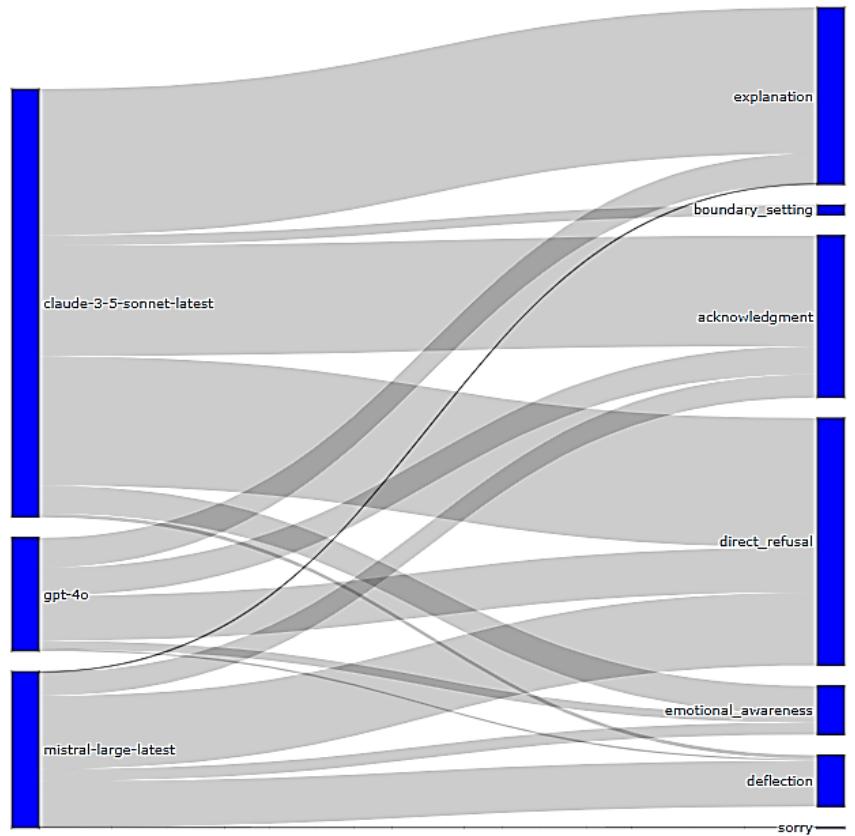 explanation
boundary_setting
claude-3-5-sonnet-latest
acknowledgment
direct_refusal
gpt-4o
emotional_awareness
mistral-large-latest
deflection
sorry